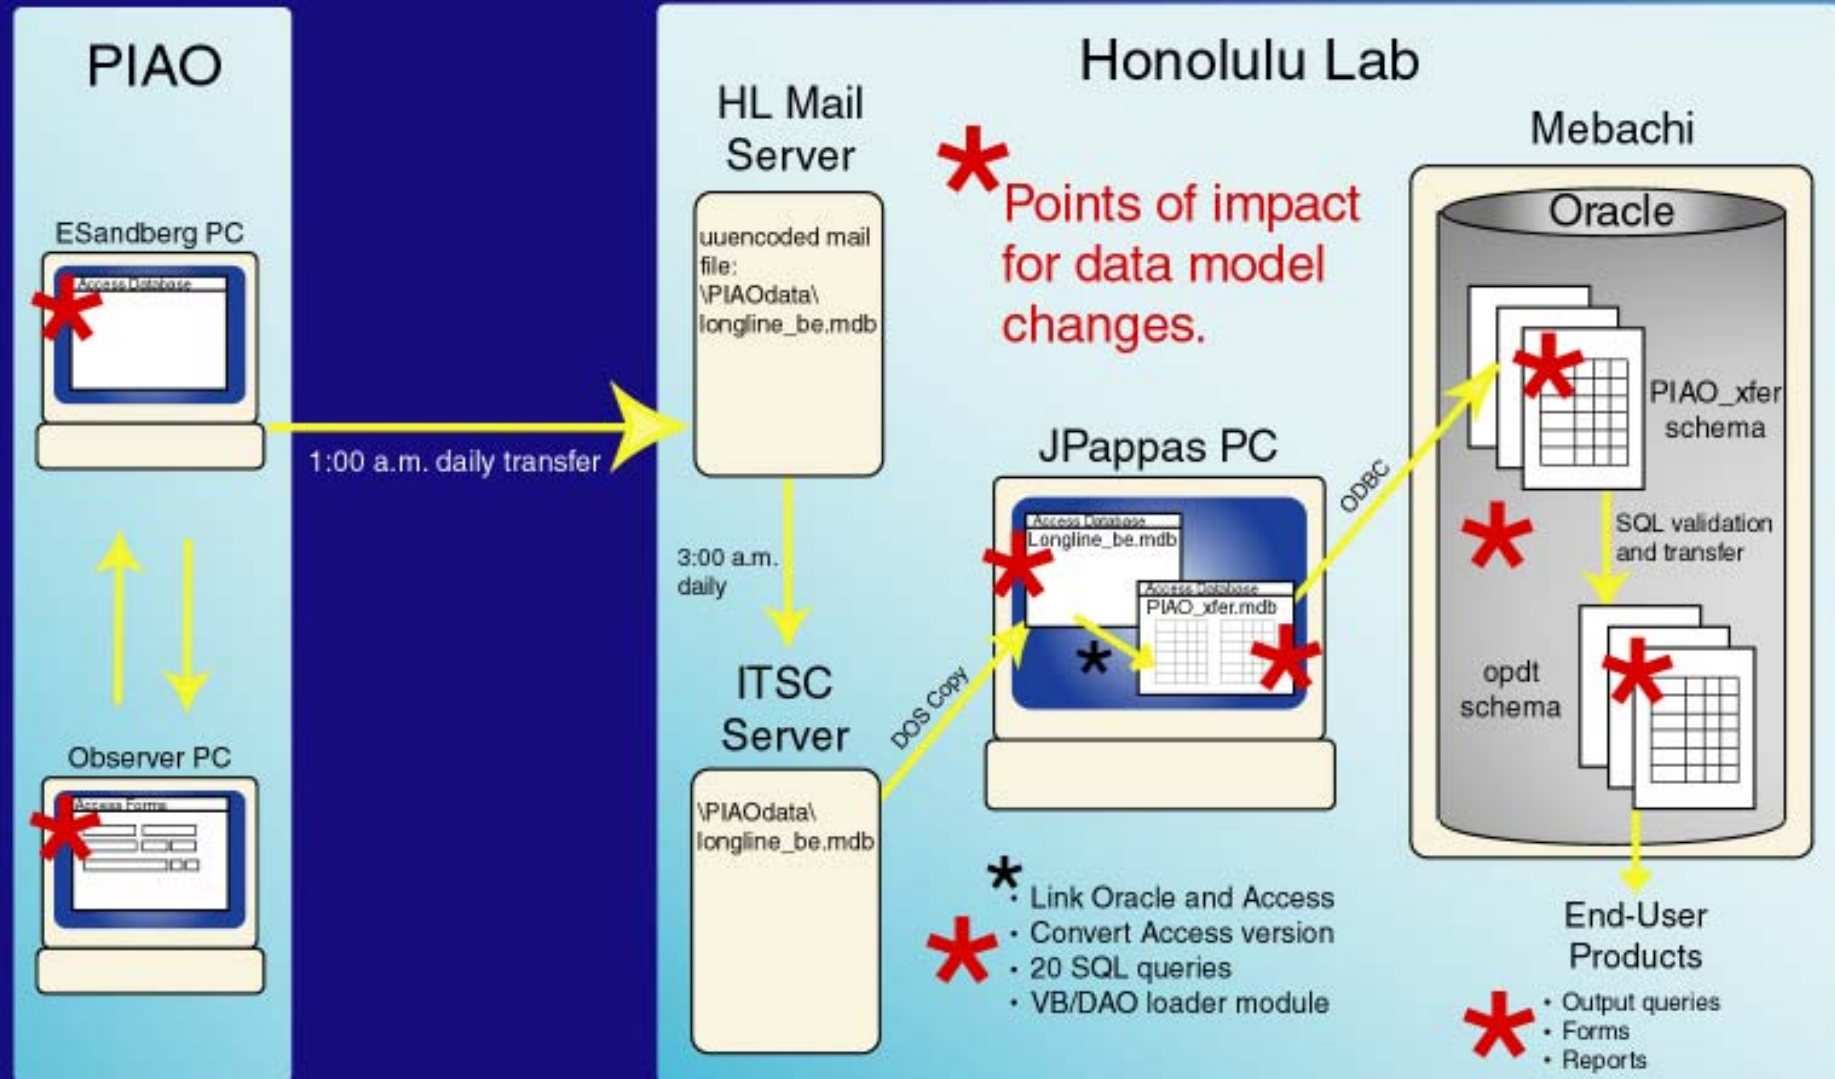 PIAO
ESandberg PC
Access Database
1:00 a.m. daily transfer
Observer PC
Access Forms
Honolulu Lab
HL Mail
Server
uuencoded mail
file:
\PIAOdata\
longline_be.mdb
3:00 a.m.
daily
ITSC
Server
\PIAOdata\
longline_be.mdb
DOS Copy
* Points of impact
for data model
changes.
JPappas PC
Access Database
Longline_be.mdb
Access Database
PIAO_xfer.mdb
*
ODBC
*
• Link Oracle and Access
• Convert Access version
• 20 SQL queries
• VB/DAO loader module
Mebachi
Oracle
PIAO_xfer
schema
SQL validation
and transfer
opdt
schema
End-User
Products
• Output queries
• Forms
• Reports